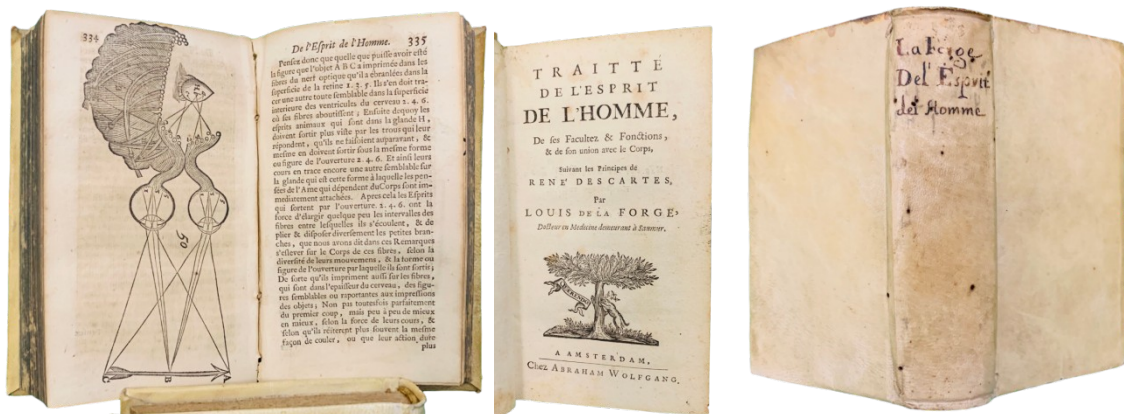 334
De l'Esprit de l'Homme. 335
Pensez donc que quelle que puisse avoir esté
la figure que l'objet A B C a imprimée dans les
fibres du nerf optique qu'il a ébranlées dans la
superficie de la retine 1. 3. 5. Ils s'en doit tra-
cer une autre toute semblable dans la superficie
interieure des ventricules du cerveau 2. 4. 6.
où ses fibres aboutissent; Ensuite dequoy les
esprits animaux qui sont dans la glande H,
doivent sortir plus viste par les trous qui leur
répondent, qu'ils ne faisoient auparavant, &
mesme en doivent sortir sous la mesme forme
ou figure de l'ouverture 2. 4. 6. Et ainsi leurs
cours en trace encore une autre semblable sur
la glande qui est cette forme à laquelle les pen-
sées de l'Ame qui dépendent du Corps sont im-
mediatement attachées. Apres cela les Esprits
qui sortent par l'ouverture 2. 4. 6. ont la
force d'élargir quelque peu les intervalles des
fibres entre lesquelles ils s'écoulent, & de
plier & disposer diversement les petites bran-
ches, que nous avons dit dans ces Remarques
s'eslever sur le Corps de ces fibres, selon la
diversité de leurs mouvemens, & la forme ou
figure de l'ouverture par laquelle ils sont sortis;
De sorte qu'ils impriment aussi sur les fibres,
qui sont dans l'epaisseur du cerveau, des figu-
res semblables ou raportantes aux impressions
des objets; Non pas toutesfois parfaitement
du premier coup, mais peu à peu de mieux
en mieux, selon la force de leurs cours, &
selon qu'ils réiterent plus souvent la mesme
façon de couler, ou que leur action dure
plus
50
B
TRAITTÉ
DE L'ESPRIT
DE L'HOMME,
De ses Facultez & Fonctions,
& de son union avec le Corps,
Suivant les Principes de
RENE' DESCARTES,
Par
LOUIS DE LA FORGE,
Docteur en Medecine demeurant à Saumur.
A AMSTERDAM,
Chez ABRAHAM WOLFGANG.
La Forge
Del' Esprit
del' Homme